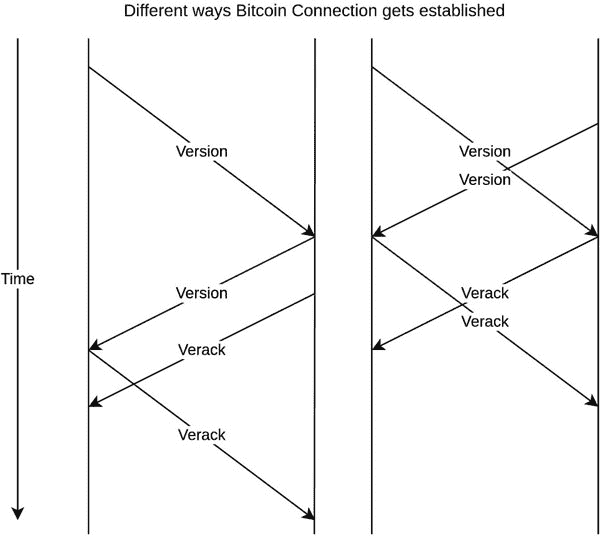 Different ways Bitcoin Connection gets established
Version
Version
Version
Time
Version
Verack
Verack
Verack
Verack